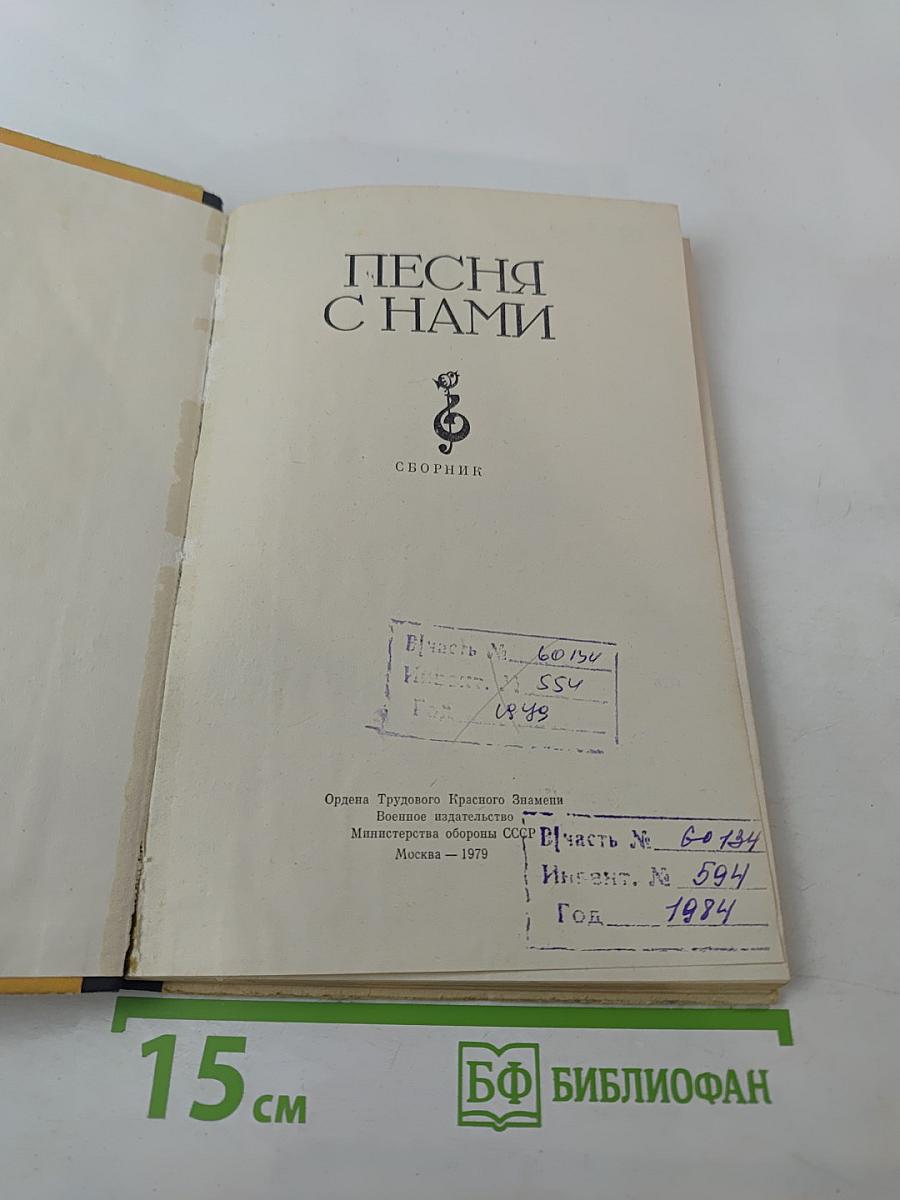 ПЕСНЯ
С НАМИ
СБОРНИК
В/часть № 60134
Инвент. № 554
Год 1979
Ордена Трудового Красного Знамени
Военное издательство
Министерства обороны СССР
Москва — 1979
В/часть № 60134
Инвент. № 594
Год 1984
15 см
БФ БИБЛИОФАН